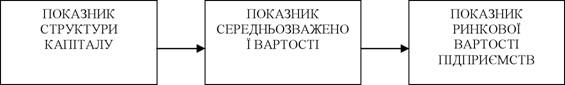 ПОКАЗНИК
СТРУКТУРИ
КАПІТАЛУ
ПОКАЗНИК
СЕРЕДНЬОЗВАЖЕНО
Ї ВАРТОСТІ
ПОКАЗНИК
РИНКОВОЇ
ВАРТОСТІ
ПІДПРИЄМСТВ